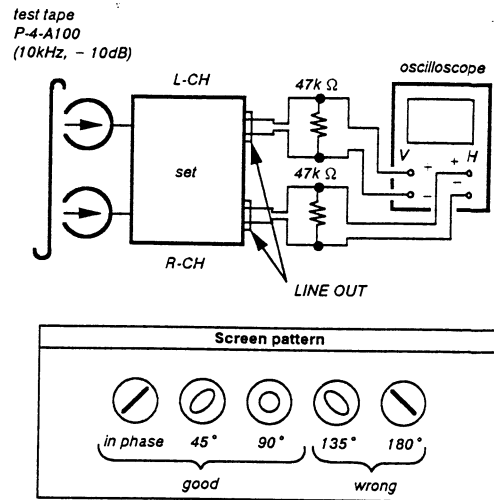 test tape
P-4-A100
(10kHz, – 10dB)
L-CH
47k Ω
oscilloscope
V + + H
– –
set
47k Ω
R-CH
LINE OUT
Screen pattern
in phase 45° 90° 135° 180°
good wrong